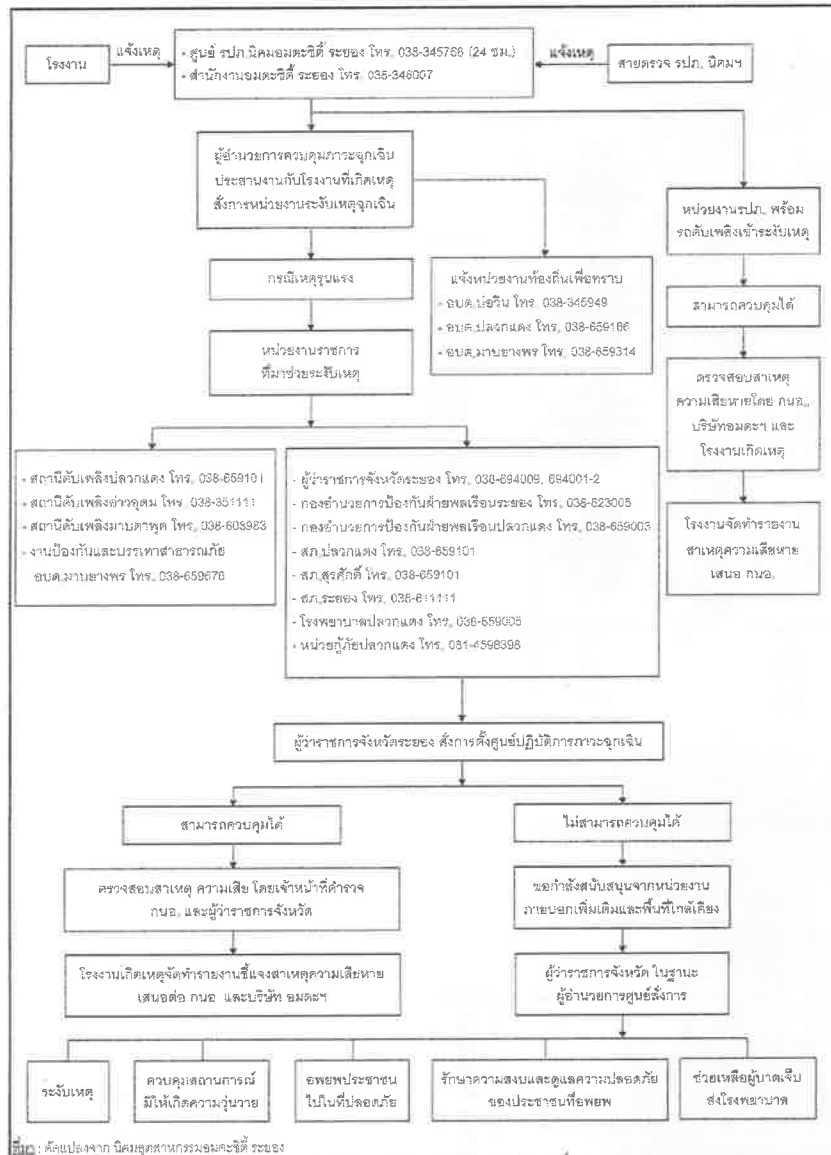 โรงงาน
แจ้งเหตุ
- ศูนย์ รปภ.นิคมอมตะซิตี้ ระยอง โทร. 038-345766 (24 ชม.)
- สำนักงานอมตะซิตี้ ระยอง โทร. 038-346007
แจ้งเหตุ
สายตรวจ รปภ. นิคมฯ
ผู้อำนวยการควบคุมภาวะฉุกเฉิน
ประสานงานกับโรงงานที่เกิดเหตุ
สั่งการหน่วยงานระงับเหตุฉุกเฉิน
หน่วยงานรปภ. พร้อม
รถดับเพลิงเข้าระงับเหตุ
กรณีเหตุรุนแรง
แจ้งหน่วยงานท้องถิ่นเพื่อทราบ
- อบต.บ่อวิน โทร. 038-345949
- อบต.ปลวกแดง โทร. 038-659166
- อบต.มาบยางพร โทร. 038-659314
สามารถควบคุมได้
หน่วยงานราชการ
ที่มาช่วยระงับเหตุ
ตรวจสอบสาเหตุ
ความเสียหายโดย กนอ.
บริษัทอมตะฯ และ
โรงงานเกิดเหตุ
- สถานีดับเพลิงปลวกแดง โทร. 038-659101
- สถานีดับเพลิงอ่าวอุดม โทร. 038-351111
- สถานีดับเพลิงมาบตาพุด โทร. 038-608983
- งานป้องกันและบรรเทาสาธารณภัย
อบต.มาบยางพร โทร. 038-659676
- ผู้ว่าราชการจังหวัดระยอง โทร. 038-694009, 694001-2
- กองอำนวยการป้องกันฝ่ายพลเรือนระยอง โทร. 038-623005
- กองอำนวยการป้องกันฝ่ายพลเรือนปลวกแดง โทร. 038-659003
- สภ.ปลวกแดง โทร. 038-659101
- สภ.สุรศักดิ์ โทร. 038-659101
- สภ.ระยอง โทร. 038-611111
- โรงพยาบาลปลวกแดง โทร. 038-659005
- หน่วยกู้ภัยปลวกแดง โทร. 081-4598398
โรงงานจัดทำรายงาน
สาเหตุความเสียหาย
เสนอ กนอ.
ผู้ว่าราชการจังหวัดระยอง สั่งการตั้งศูนย์ปฏิบัติการภาวะฉุกเฉิน
สามารถควบคุมได้
ไม่สามารถควบคุมได้
ตรวจสอบสาเหตุ ความเสีย โดยเจ้าหน้าที่ตำรวจ
กนอ. และผู้ว่าราชการจังหวัด
ขอกำลังสนับสนุนจากหน่วยงาน
ภายนอกเพิ่มเติมและพื้นที่ใกล้เคียง
โรงงานเกิดเหตุจัดทำรายงานชี้แจงสาเหตุความเสียหาย
เสนอต่อ กนอ และบริษัท อมตะฯ
ผู้ว่าราชการจังหวัด ในฐานะ
ผู้อำนวยการศูนย์สั่งการ
ระงับเหตุ
ควบคุมสถานการณ์
มิให้เกิดความวุ่นวาย
อพยพประชาชน
ไปในที่ปลอดภัย
รักษาความสงบและดูแลความปลอดภัย
ของประชาชนที่อพยพ
ช่วยเหลือผู้บาดเจ็บ
ส่งโรงพยาบาล
ที่มา : ดัดแปลงจาก นิคมอุตสาหกรรมอมตะซิตี้ ระยอง